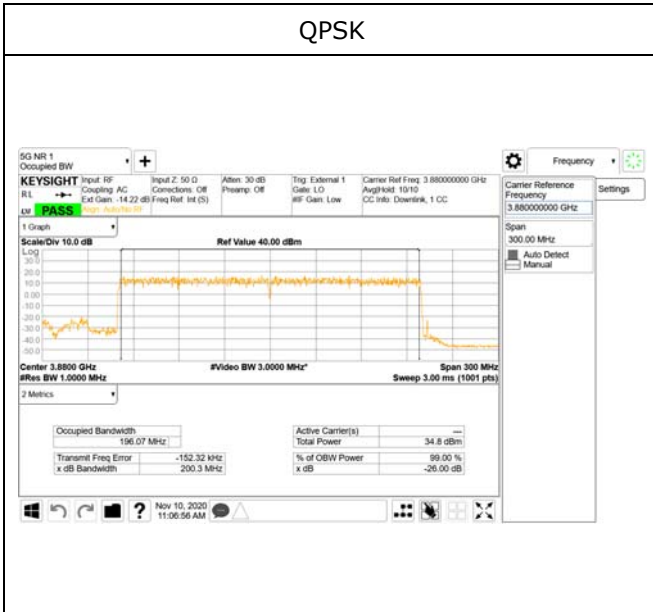 QPSK
5G NR 1
Occupied BW
Frequency
KEYSIGHT
Input: RF
Input Z: 50 Ω
Atten: 30 dB
Trig: External 1
Carrier Ref Freq: 3.880000000 GHz
RL
Coupling: AC
Corrections: Off
Preamp: Off
Gate: LO
Avg|Hold: 10/10
Ext Gain: -14.22 dB
Freq Ref: Int (S)
#IF Gain: Low
CC Info: Downlink, 1 CC
PASS
Align: Auto/No RF
Carrier Reference
Frequency
3.880000000 GHz
Settings
Span
300.00 MHz
Auto Detect
Manual
1 Graph
Scale/Div 10.0 dB
Ref Value 40.00 dBm
Log
30.0
20.0
10.0
0.00
-10.0
-20.0
-30.0
-40.0
-50.0
Center 3.8800 GHz
#Video BW 3.0000 MHz*
Span 300 MHz
#Res BW 1.0000 MHz
Sweep 3.00 ms (1001 pts)
2 Metrics
Occupied Bandwidth
196.07 MHz
Active Carrier(s)
---
Total Power
34.8 dBm
Transmit Freq Error
-152.32 kHz
% of OBW Power
99.00 %
x dB Bandwidth
200.3 MHz
x dB
-26.00 dB
?
Nov 10, 2020
11:06:56 AM